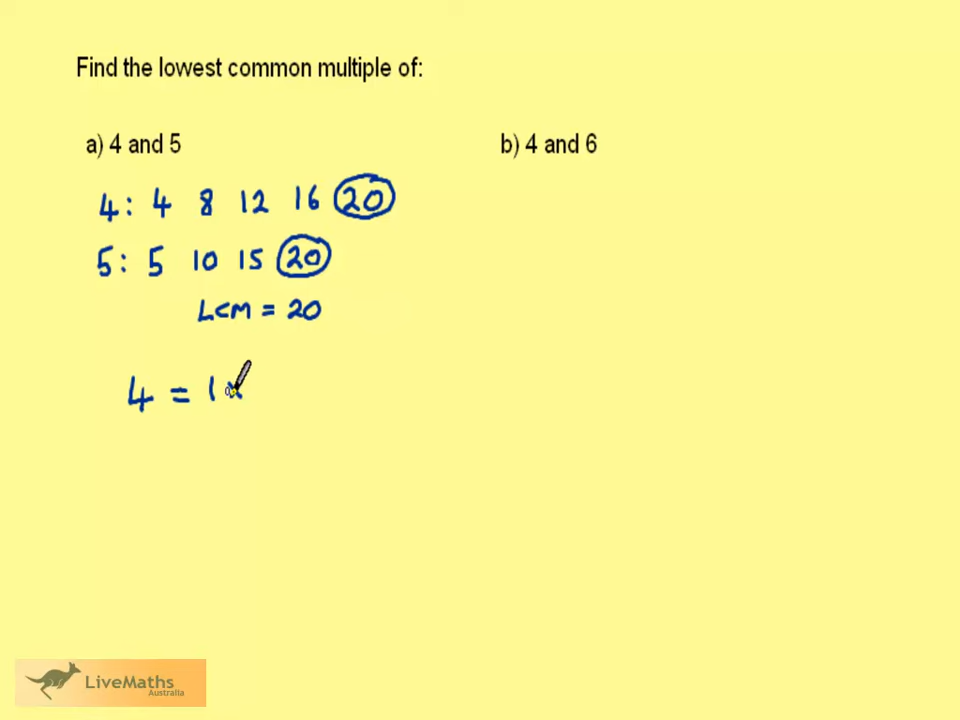 Find the lowest common multiple of:
a) 4 and 5
b) 4 and 6
4: 4 8 12 16 20
5: 5 10 15 20
LCM = 20
4 = 1 x
LiveMaths
Australia